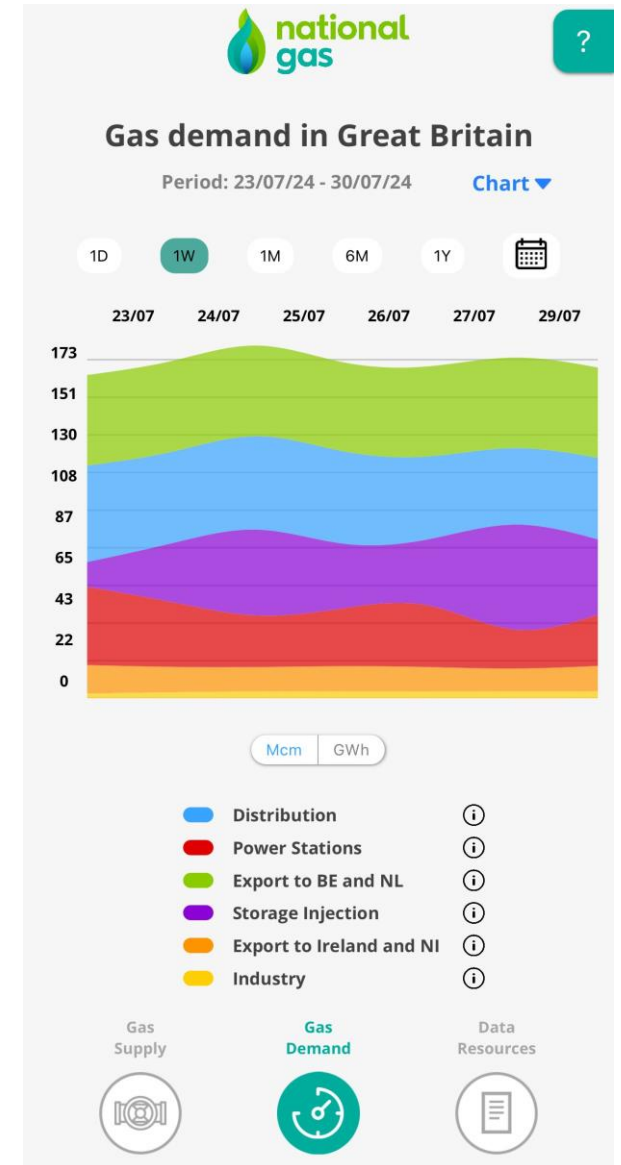 national
gas
?
Gas demand in Great Britain
Period: 23/07/24 - 30/07/24
Chart
1D 1W 1M 6M 1Y
23/07 24/07 25/07 26/07 27/07 29/07
173
151
130
108
87
65
43
22
0
Mcm GWh
Distribution
Power Stations
Export to BE and NL
Storage Injection
Export to Ireland and NI
Industry
Gas
Supply
Gas
Demand
Data
Resources